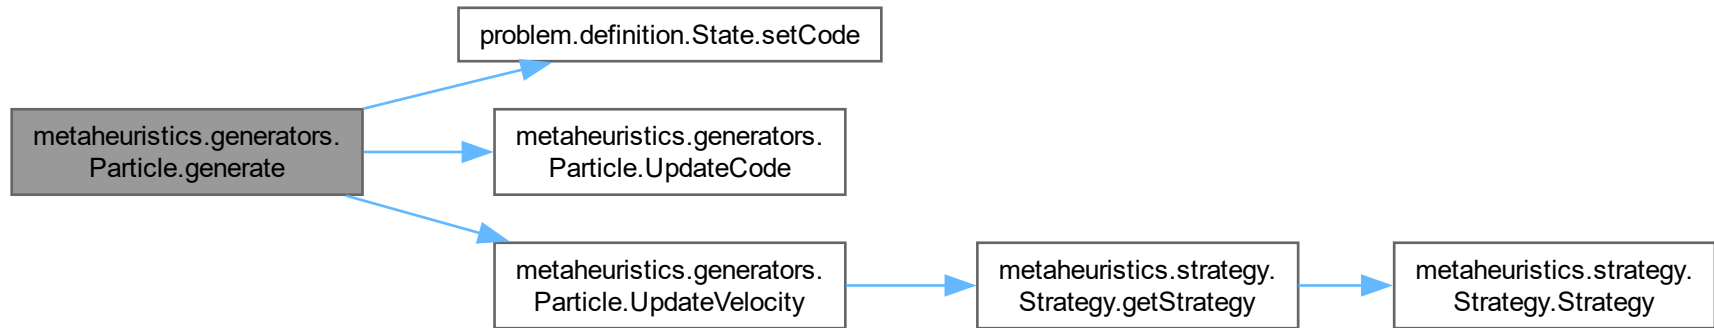 problem.definition.State.setCode
metaheuristics.generators.
Particle.generate
metaheuristics.generators.
Particle.UpdateCode
metaheuristics.generators.
Particle.UpdateVelocity
metaheuristics.strategy.
Strategy.getStrategy
metaheuristics.strategy.
Strategy.Strategy